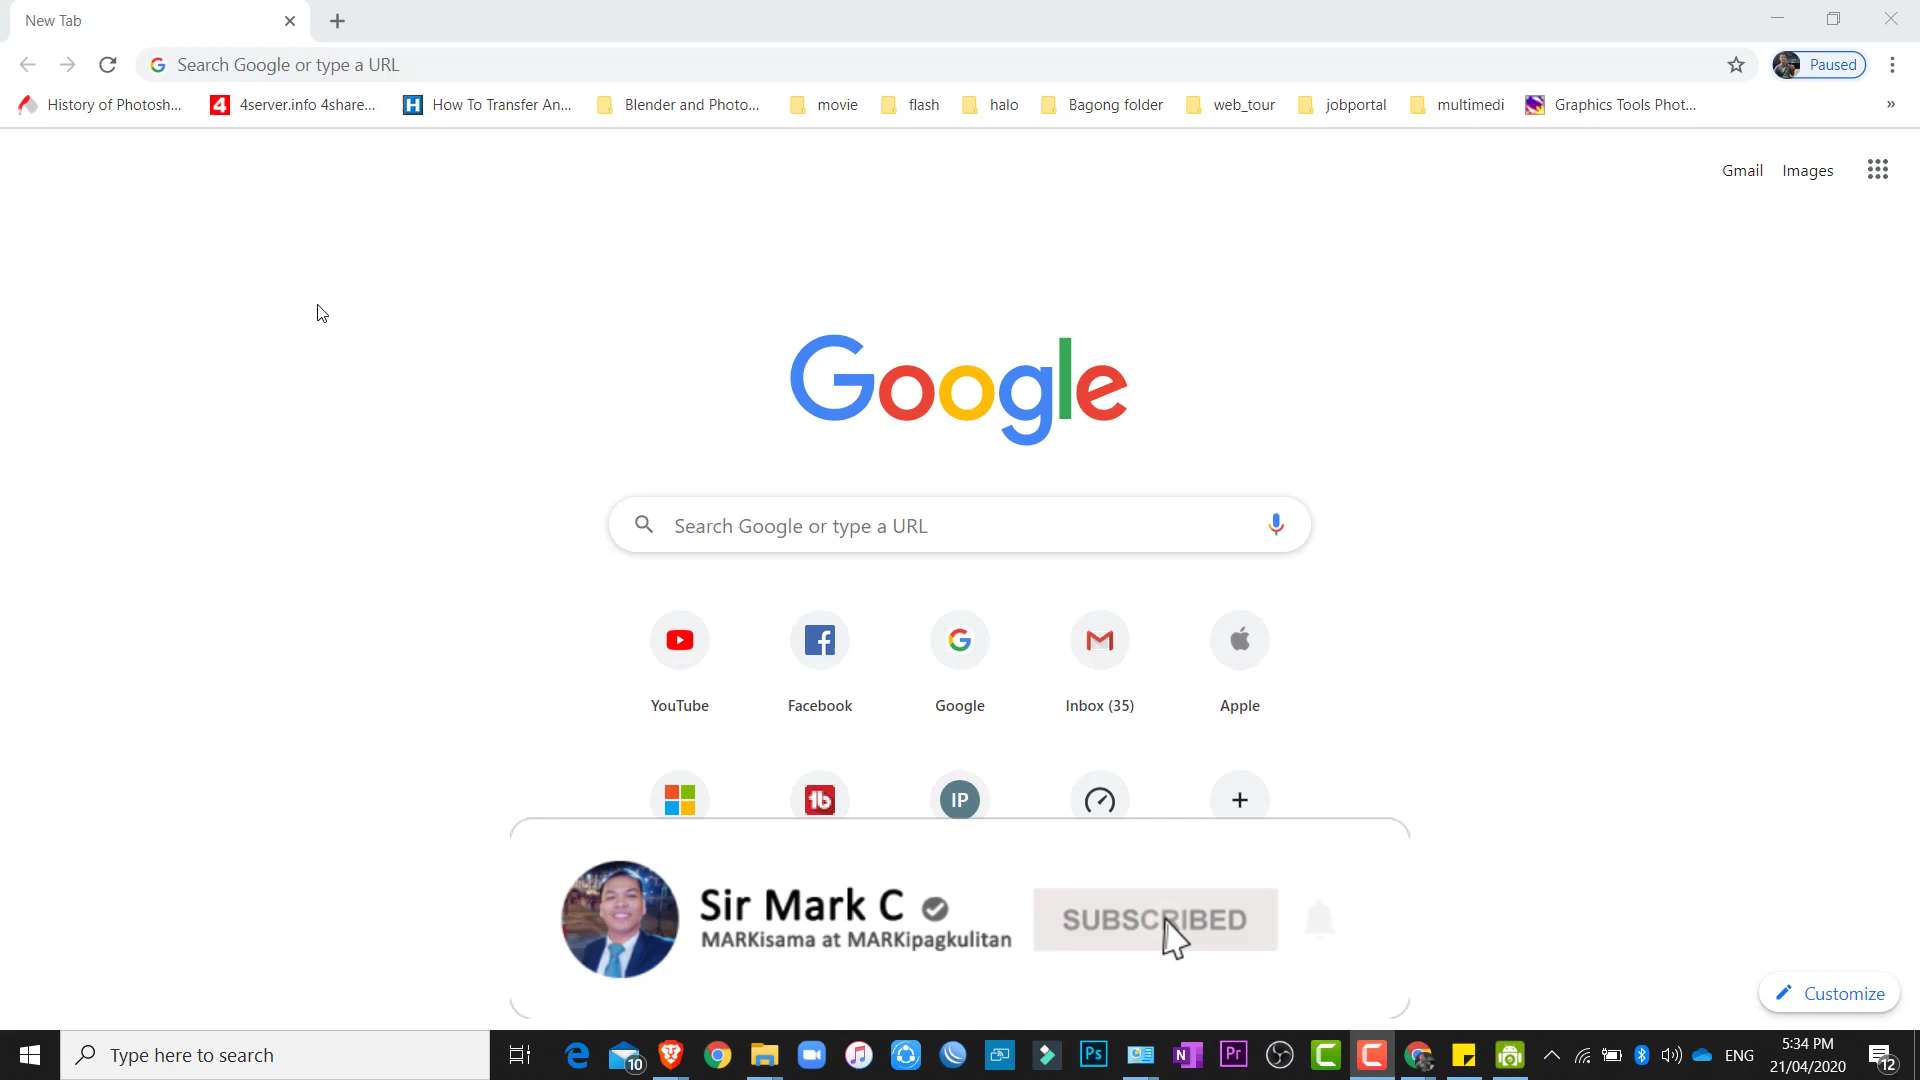 New Tab
Search Google or type a URL
Paused
History of Photosh...
4
4server.info 4share...
H
How To Transfer An...
Blender and Photo...
movie
flash
halo
Bagong folder
web_tour
jobportal
multimedi
Graphics Tools Phot...
»
Gmail
Images
Google
Search Google or type a URL
YouTube
Facebook
Google
Inbox (35)
Apple
IP
Sir Mark C
MARKisama at MARKipagkulitan
SUBSCRIBED
Customize
Type here to search
10
Ps
N
Pr
ENG
5:34 PM
21/04/2020
12